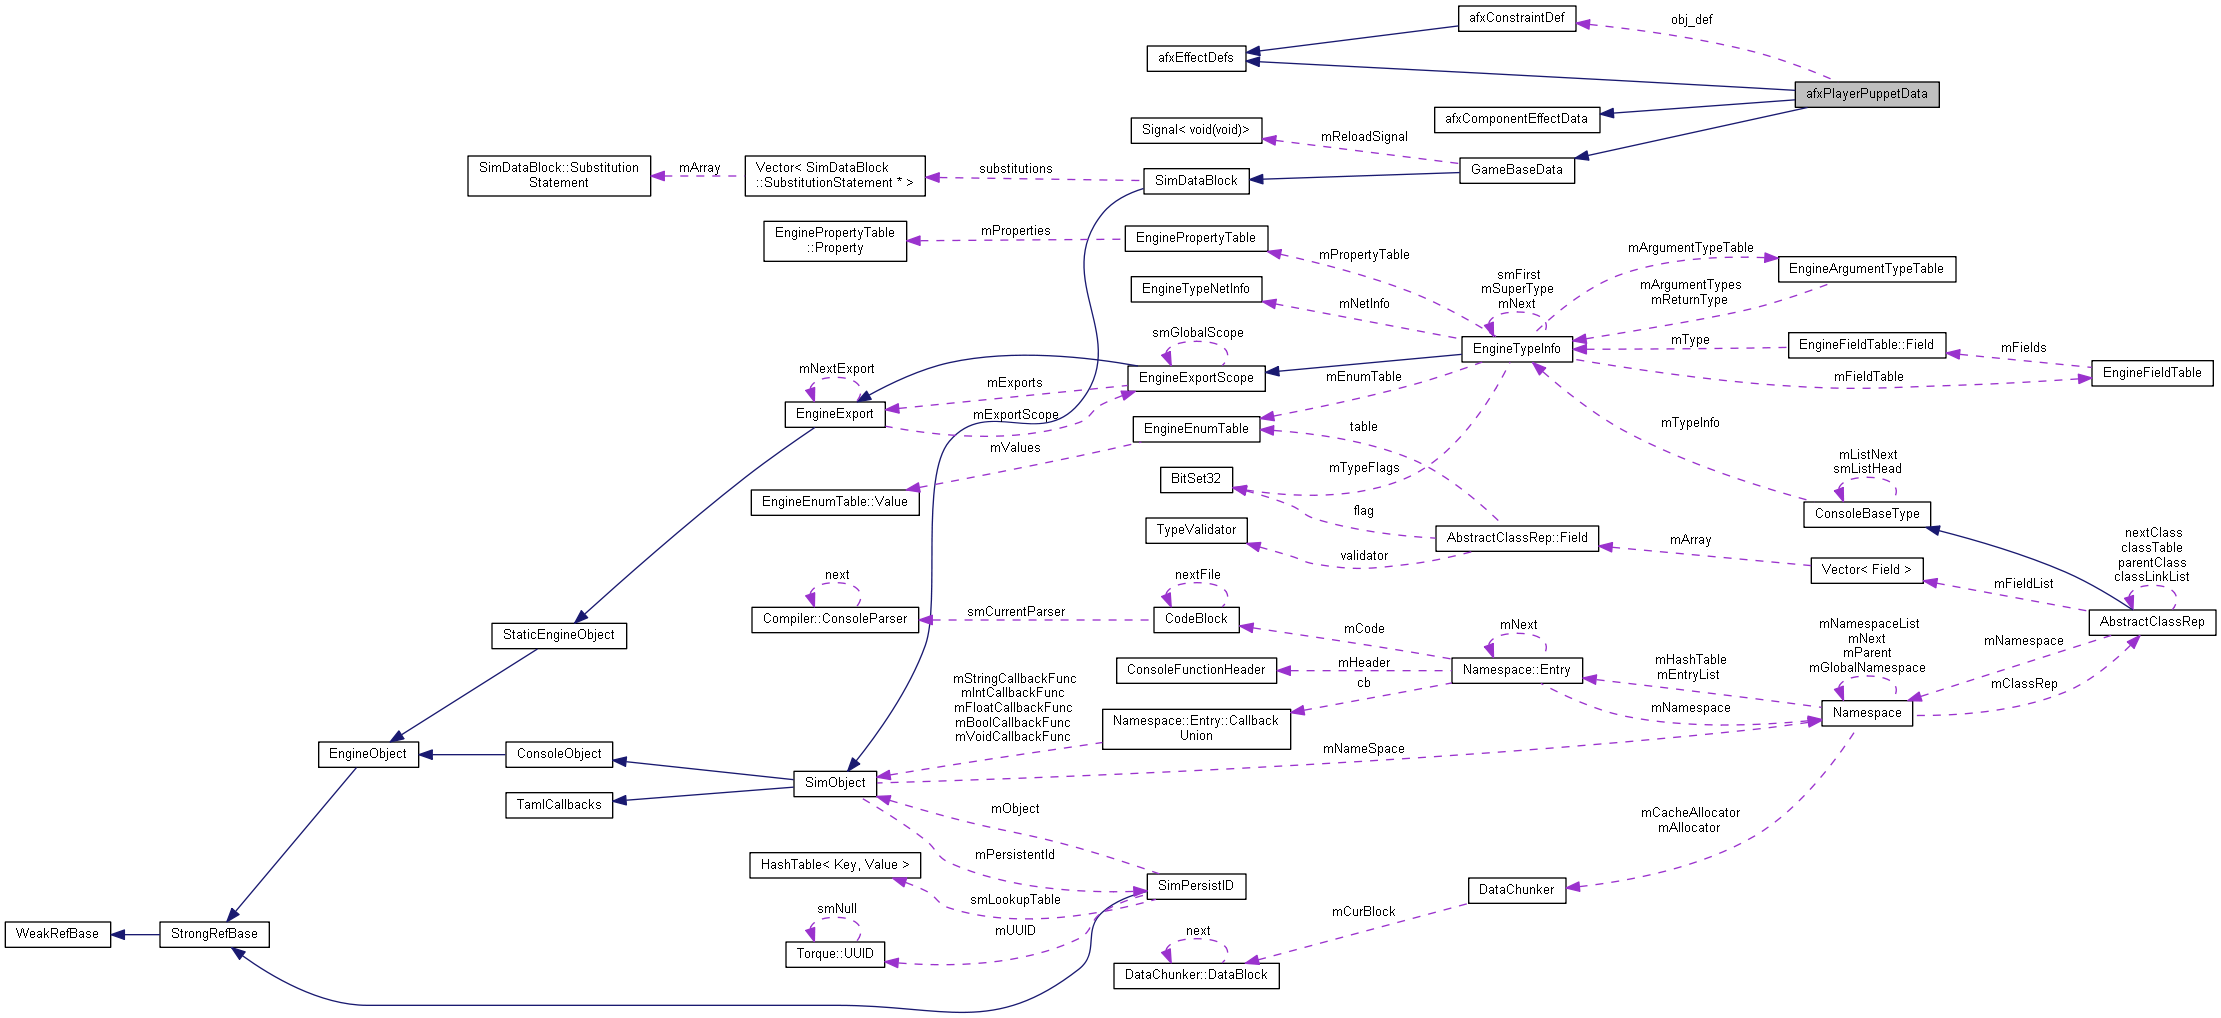 afxConstraintDef
obj_def
afxEffectDefs
afxPlayerPuppetData
afxComponentEffectData
Signal< void(void)>
mReloadSignal
GameBaseData
SimDataBlock::Substitution
Statement
mArray
Vector< SimDataBlock
::SubstitutionStatement * >
substitutions
SimDataBlock
EnginePropertyTable
::Property
mProperties
EnginePropertyTable
mPropertyTable
mArgumentTypeTable
EngineArgumentTypeTable
EngineTypeNetInfo
mNetInfo
smFirst
mSuperType
mNext
mArgumentTypes
mReturnType
smGlobalScope
EngineTypeInfo
mType
EngineFieldTable::Field
mFields
EngineFieldTable
mFieldTable
mNextExport
mExports
EngineExportScope
mEnumTable
EngineExport
mExportScope
mValues
EngineEnumTable
table
mTypeInfo
EngineEnumTable::Value
BitSet32
mTypeFlags
flag
mListNext
smListHead
ConsoleBaseType
TypeValidator
validator
AbstractClassRep::Field
mArray
Vector< Field >
mFieldList
nextClass
classTable
parentClass
classLinkList
AbstractClassRep
next
Compiler::ConsoleParser
smCurrentParser
nextFile
CodeBlock
mCode
mNext
StaticEngineObject
ConsoleFunctionHeader
mHeader
cb
Namespace::Entry
mHashTable
mEntryList
mNamespaceList
mNext
mParent
mGlobalNamespace
mNamespace
mClassRep
Namespace
mStringCallbackFunc
mIntCallbackFunc
mFloatCallbackFunc
mBoolCallbackFunc
mVoidCallbackFunc
Namespace::Entry::Callback
Union
mNamespace
mNameSpace
EngineObject
ConsoleObject
SimObject
TamlCallbacks
mObject
mCacheAllocator
mAllocator
HashTable< Key, Value >
mPersistentId
smLookupTable
SimPersistID
DataChunker
mCurBlock
WeakRefBase
StrongRefBase
smNull
mUUID
Torque::UUID
next
DataChunker::DataBlock